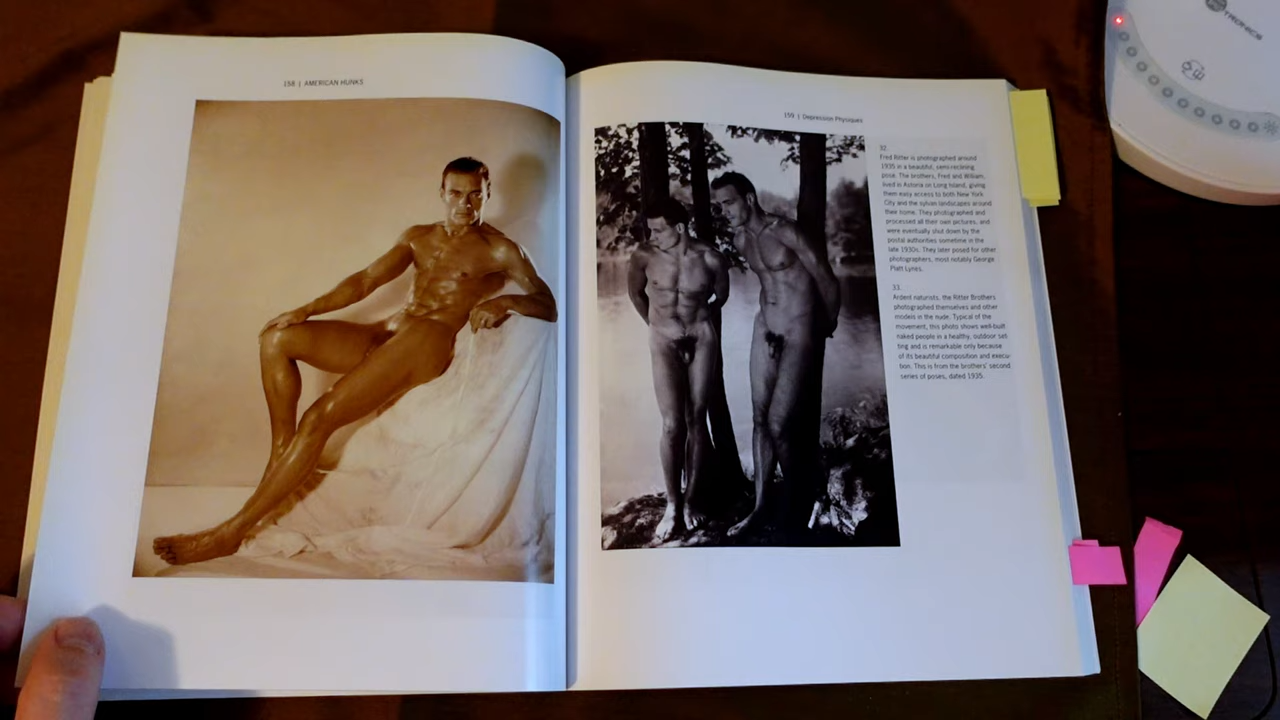 158 | AMERICAN HUNKS
159 | Depression Physiques
32.
Fred Ritter is photographed around
1935 in a beautiful, semi-reclining
pose. The brothers, Fred and William,
lived in Astoria on Long Island, giving
them easy access to both New York
City and the sylvan landscapes around
their home. They photographed and
processed all their own pictures, and
were eventually shut down by the
postal authorities sometime in the
late 1930s. They later posed for other
photographers, most notably George
Platt Lynes.
33.
Ardent naturists, the Ritter Brothers
photographed themselves and other
models in the nude. Typical of the
movement, this photo shows well-built
naked people in a healthy, outdoor set
ting and is remarkable only because
of its beautiful composition and execu-
tion. This is from the brothers' second
series of poses, dated 1935.